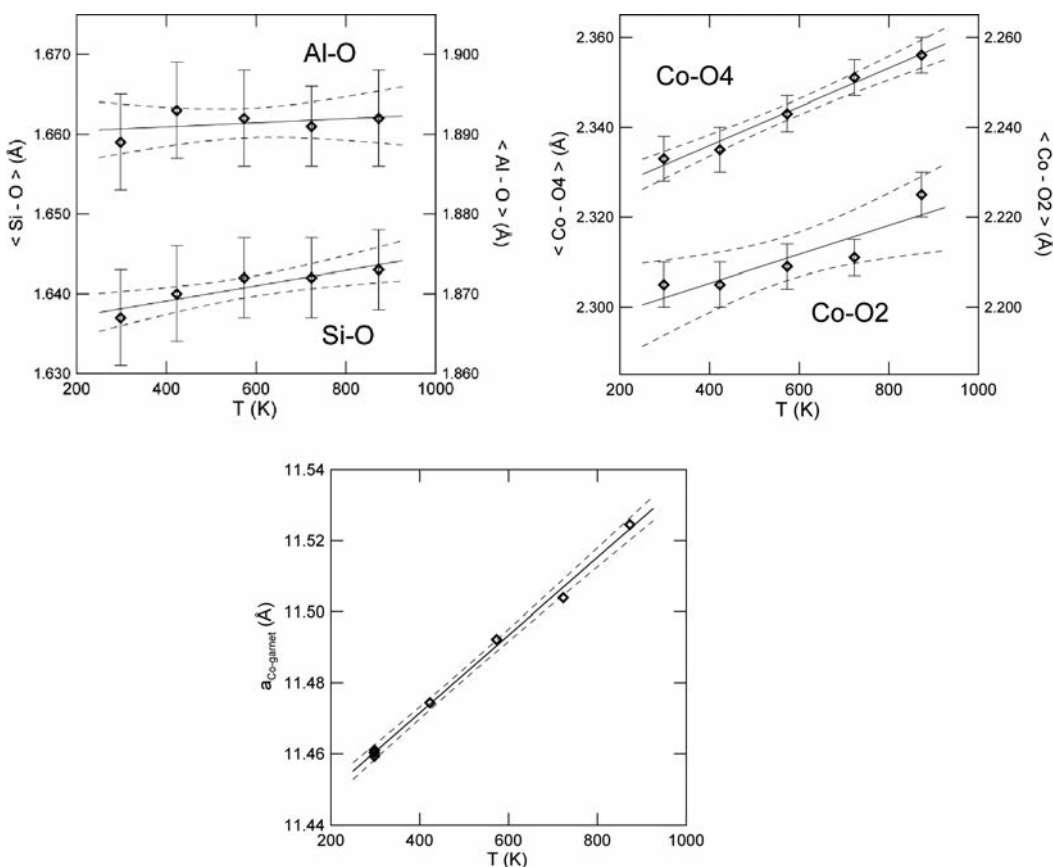 1.670
1.660
1.650
1.640
1.630
< Si - O > (Å)
Al-O
Si-O
1.900
1.890
1.880
1.870
1.860
< Al - O > (Å)
200 400 600 800 1000
T (K)
2.360
2.340
2.320
2.300
< Co - O4 > (Å)
Co-O4
Co-O2
2.260
2.240
2.220
2.200
< Co - O2 > (Å)
200 400 600 800 1000
T (K)
11.54
11.52
11.50
11.48
11.46
11.44
aCo-garnet (Å)
200 400 600 800 1000
T (K)